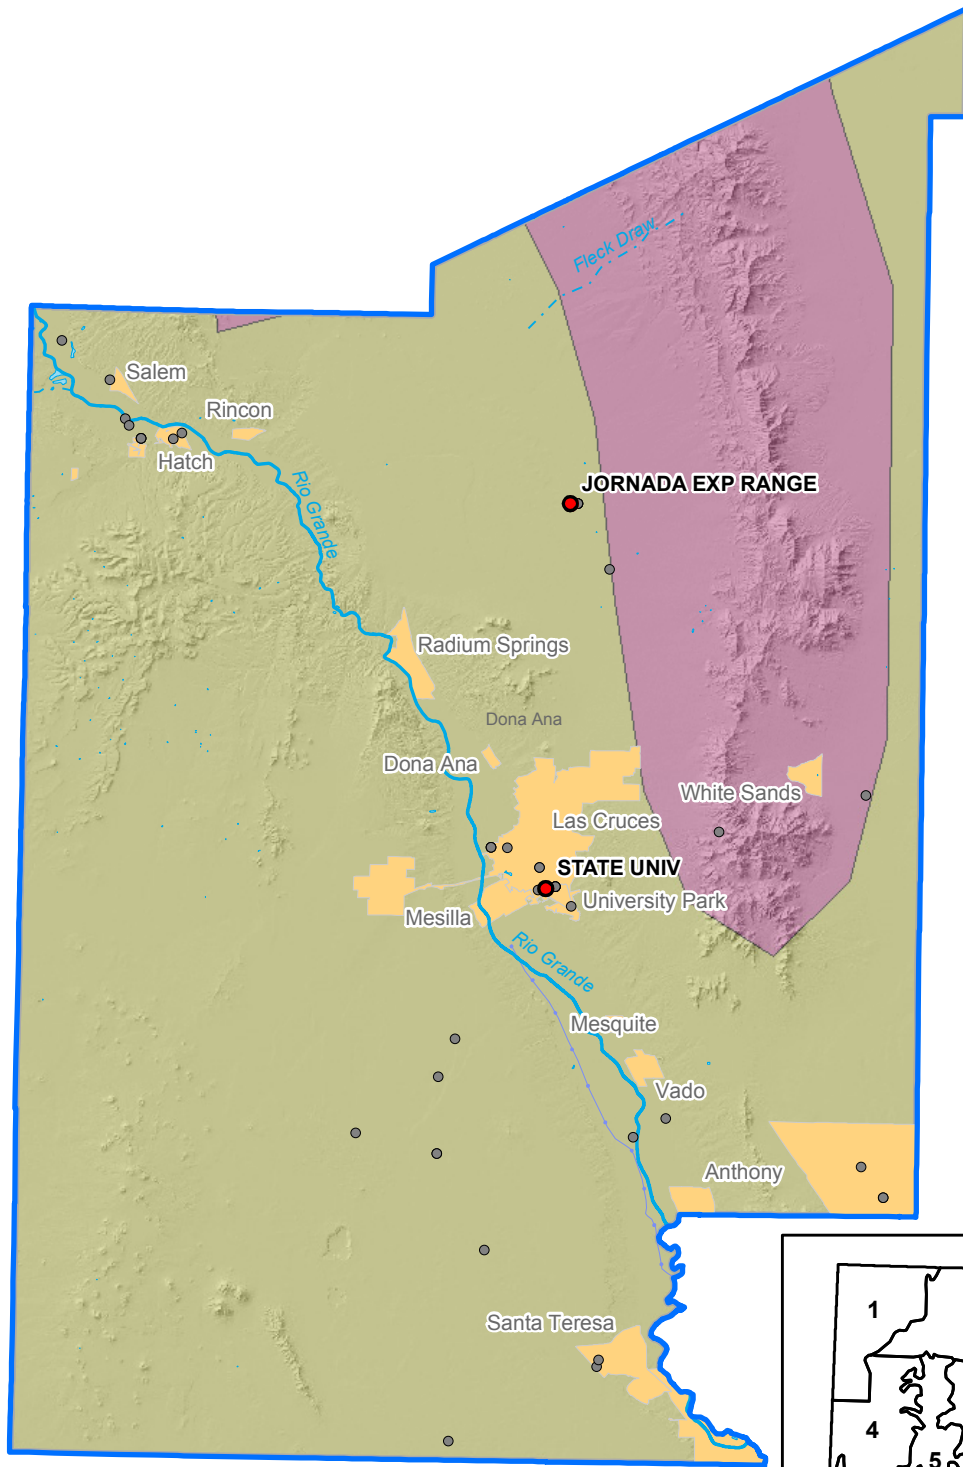 Fleck Draw
Salem
Rincon
Hatch
Rio Grande
JORNADA EXP RANGE
Radium Springs
Dona Ana
Dona Ana
White Sands
Las Cruces
STATE UNIV
University Park
Mesilla
Rio Grande
Mesquite
Vado
Anthony
Santa Teresa
1
4
5